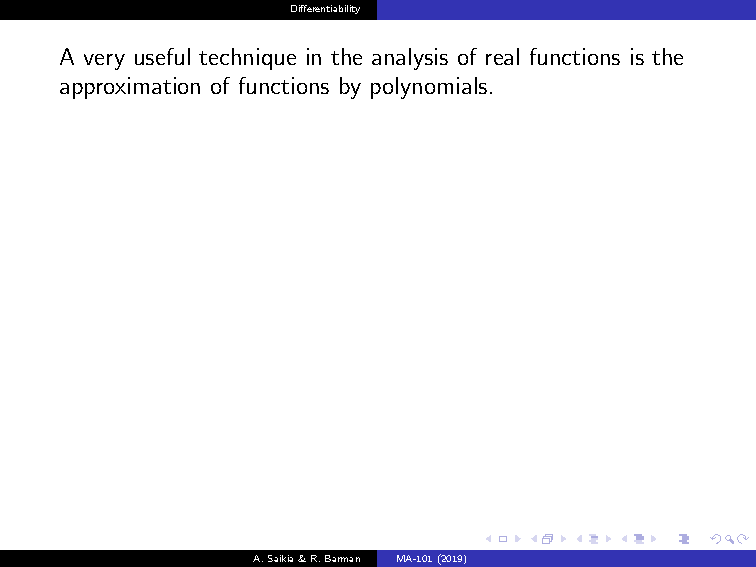 Differentiability
A very useful technique in the analysis of real functions is the
approximation of functions by polynomials.
A. Saikia & R. Barman MA-101 (2019)